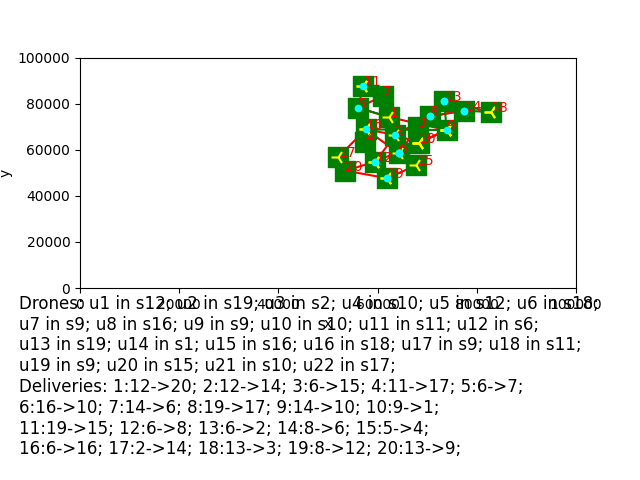 100000
80000
60000
40000
20000
0
y
0 20000 40000 60000 80000 100000
x
Drones: u1 in s12; u2 in s19; u3 in s2; u4 in s10; u5 in s12; u6 in s18;
u7 in s9; u8 in s16; u9 in s9; u10 in s10; u11 in s11; u12 in s6;
u13 in s19; u14 in s1; u15 in s16; u16 in s18; u17 in s9; u18 in s11;
u19 in s9; u20 in s15; u21 in s10; u22 in s17;
Deliveries: 1:12->20; 2:12->14; 3:6->15; 4:11->17; 5:6->7;
6:16->10; 7:14->6; 8:19->17; 9:14->10; 10:9->1;
11:19->15; 12:6->8; 13:6->2; 14:8->6; 15:5->4;
16:6->16; 17:2->14; 18:13->3; 19:8->12; 20:13->9;